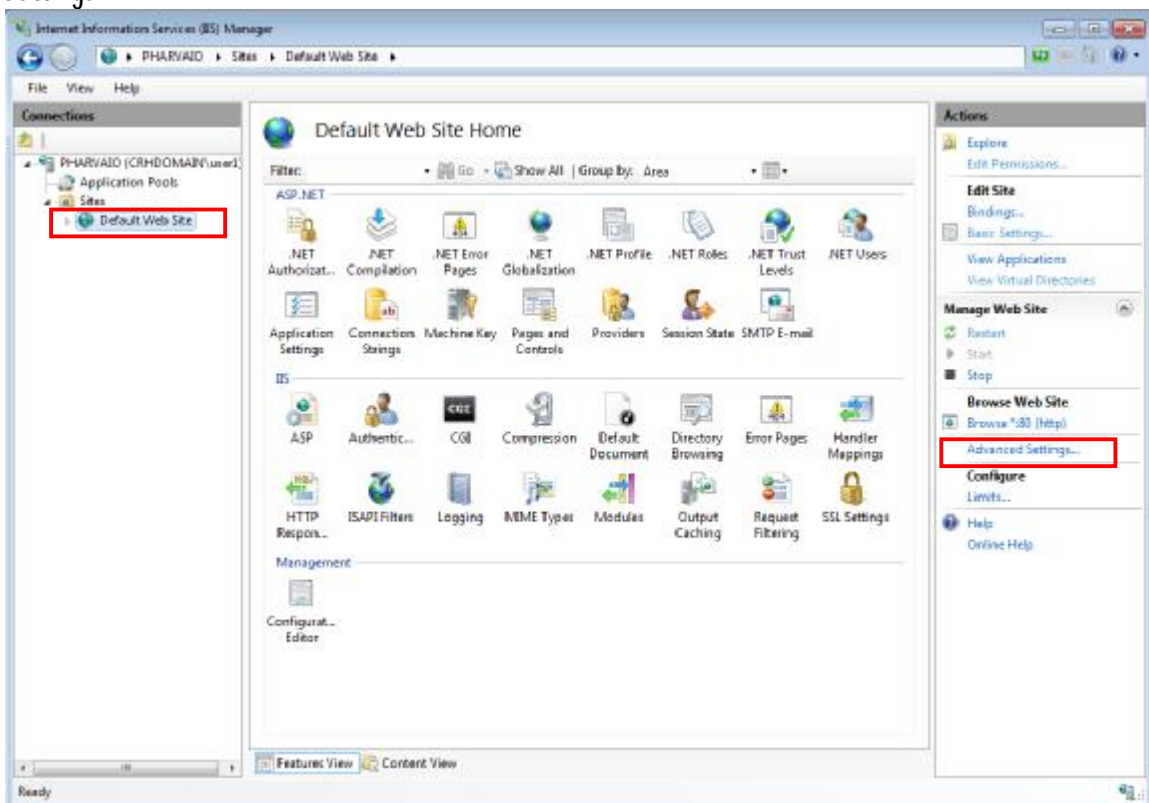 Internet Information Services (IIS) Manager
PHARVAIO Sites Default Web Site
File View Help
Connections
PHARVAIO (CRHDOMAIN\user1
Application Pools
Sites
Default Web Site
Default Web Site Home
Filter: Go Show All Group by: Area
ASP.NET
.NET Authorizat...
.NET Compilation
.NET Error Pages
.NET Globalization
.NET Profile
.NET Roles
.NET Trust Levels
.NET Users
Application Settings
Connection Strings
Machine Key
Pages and Controls
Providers
Session State
SMTP E-mail
IIS
ASP
Authentic...
CGI
Compression
Default Document
Directory Browsing
Error Pages
Handler Mappings
HTTP Respon...
ISAPI Filters
Logging
MIME Types
Modules
Output Caching
Request Filtering
SSL Settings
Management
Configurat... Editor
Features View Content View
Actions
Explore
Edit Permissions...
Edit Site
Bindings...
Basic Settings...
View Applications
View Virtual Directories
Manage Web Site
Restart
Start
Stop
Browse Web Site
Browse *:80 (http)
Advanced Settings...
Configure
Limits...
Help
Online Help
Ready